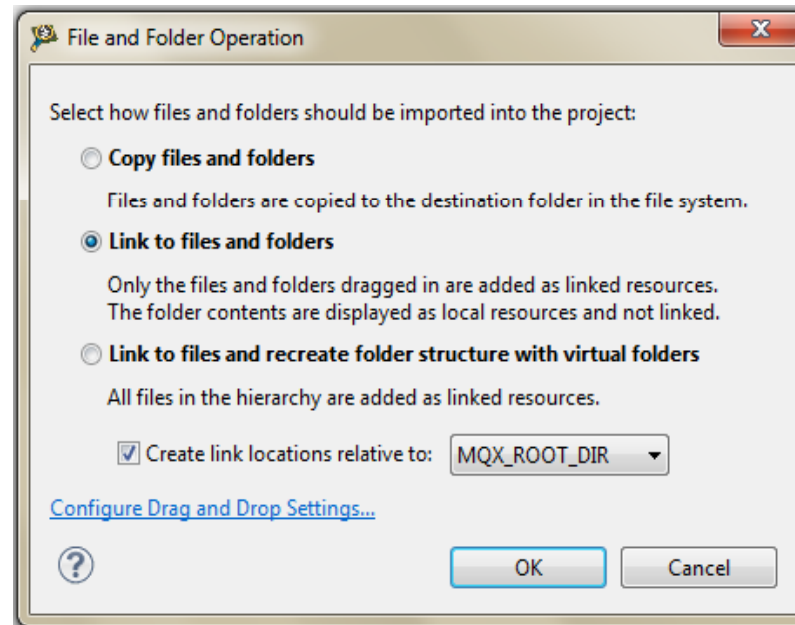 File and Folder Operation
Select how files and folders should be imported into the project:
Copy files and folders
Files and folders are copied to the destination folder in the file system.
Link to files and folders
Only the files and folders dragged in are added as linked resources.
The folder contents are displayed as local resources and not linked.
Link to files and recreate folder structure with virtual folders
All files in the hierarchy are added as linked resources.
Create link locations relative to: MQX_ROOT_DIR
Configure Drag and Drop Settings...
? OK Cancel